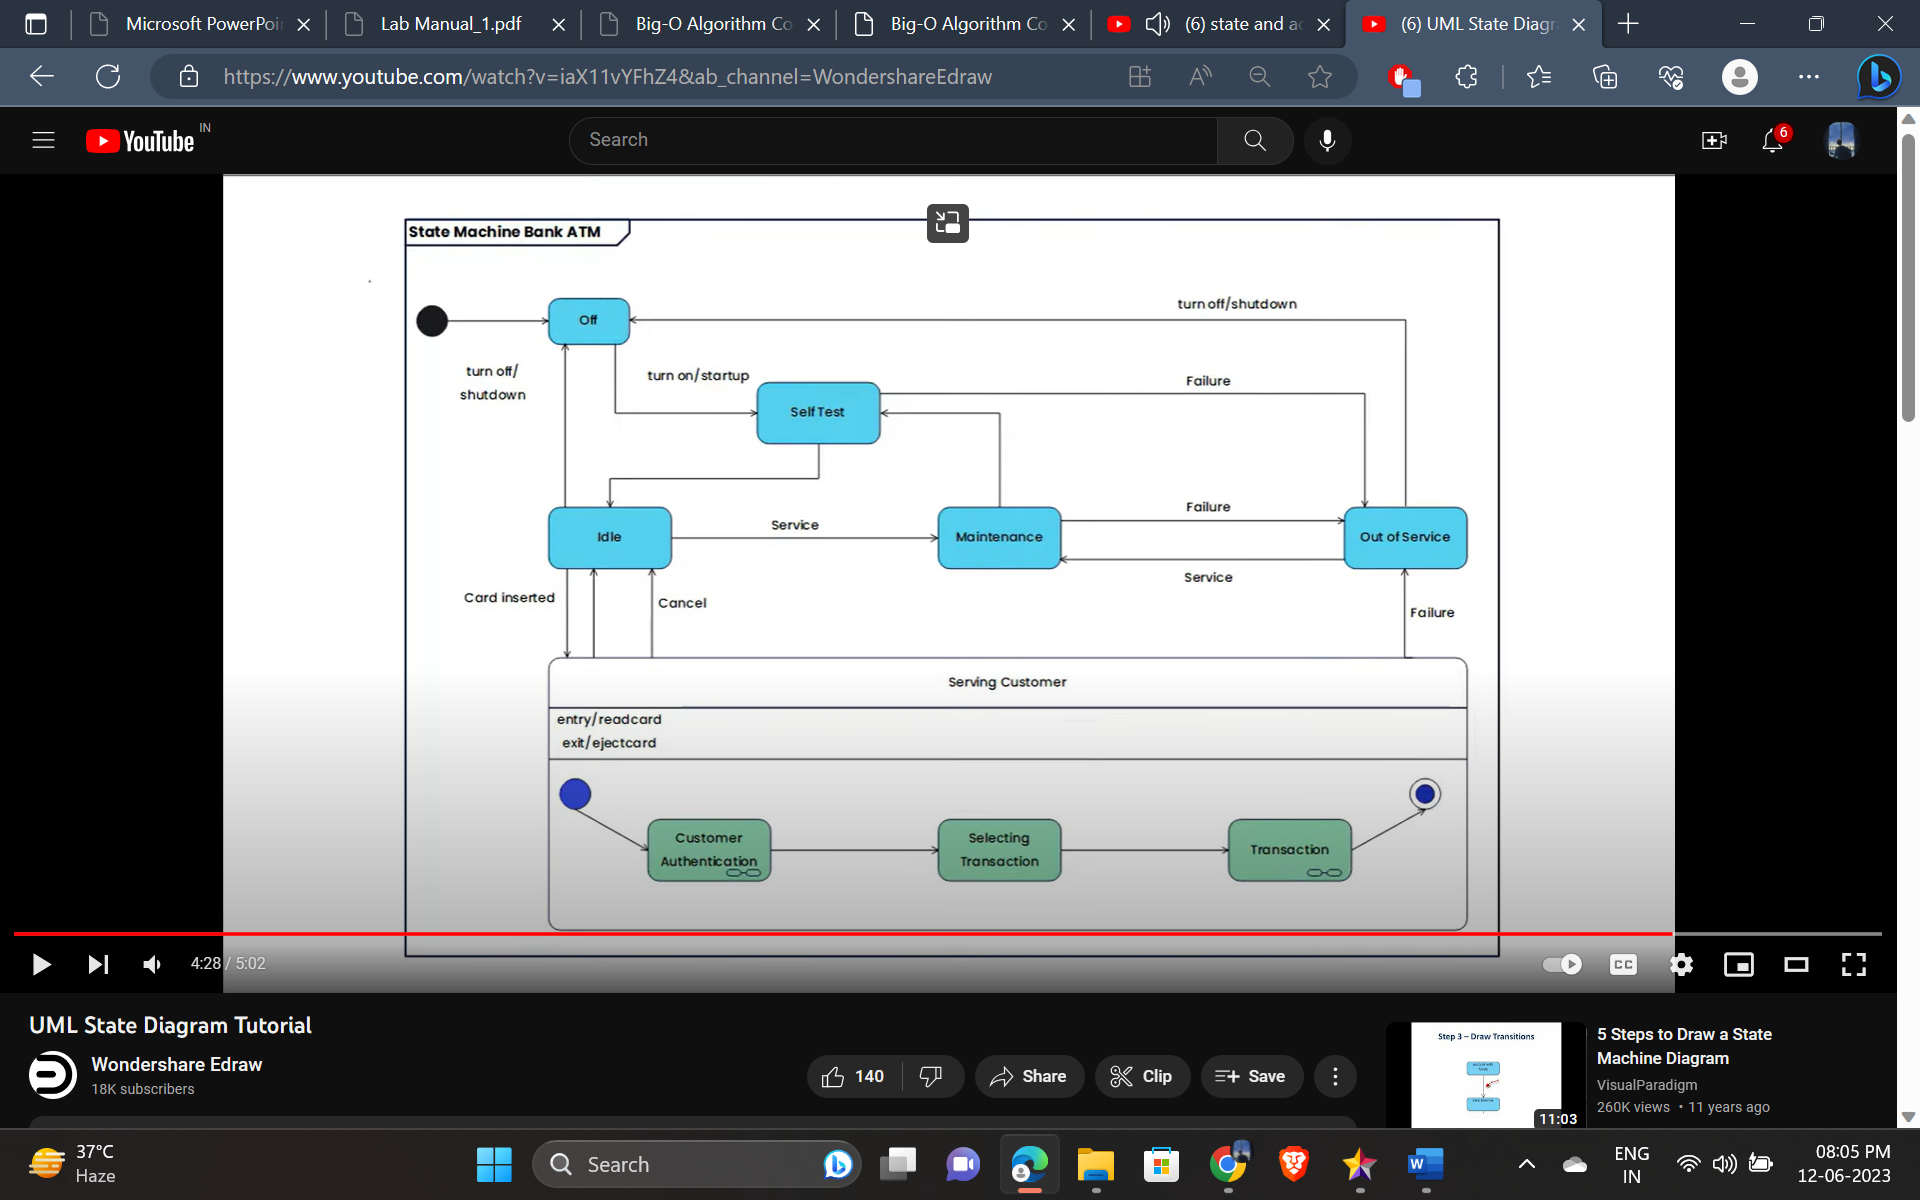 Microsoft PowerPoi
Lab Manual_1.pdf
Big-O Algorithm Co
Big-O Algorithm Co
(6) state and ac
(6) UML State Diagr
https://www.youtube.com/watch?v=iaX11vYFhZ4&ab_channel=WondershareEdraw
YouTube IN
Search
6
State Machine Bank ATM
turn off/shutdown
Off
turn off/
shutdown
turn on/startup
Failure
Self Test
Failure
Service
Idle
Maintenance
Out of Service
Service
Card inserted
Cancel
Failure
Serving Customer
entry/readcard
exit/ejectcard
Customer
Authentication
Selecting
Transaction
Transaction
4:28 / 5:02
CC
UML State Diagram Tutorial
Wondershare Edraw
18K subscribers
140
Share
Clip
Save
Step 3 – Draw Transitions
11:03
5 Steps to Draw a State
Machine Diagram
VisualParadigm
260K views • 11 years ago
37°C
Haze
Search
ENG
IN
08:05 PM
12-06-2023